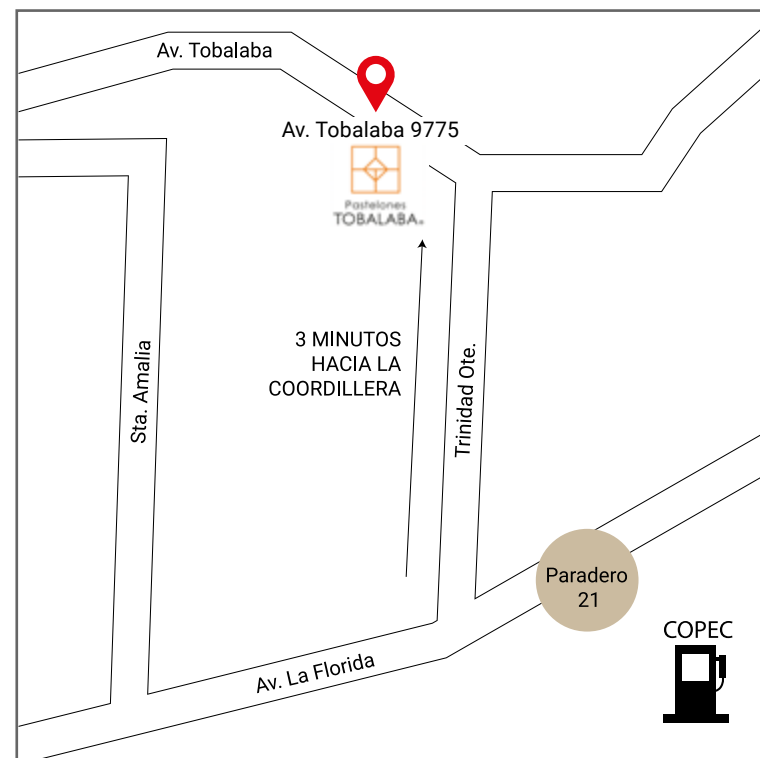 Av. Tobalaba
Av. Tobalaba 9775
Pastelones
TOBALABA
3 MINUTOS
HACIA LA
COORDILLERA
Sta. Amalia
Trinidad Ote.
Paradero
21
COPEC
Av. La Florida